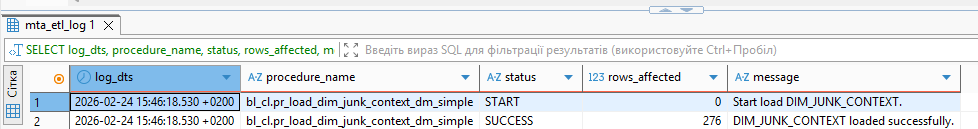 mta_etl_log 1
SELECT log_dts, procedure_name, status, rows_affected, m Введіть вираз SQL для фільтрації результатів (використовуйте Ctrl+Пробіл)
Сітка
log_dts A-Z procedure_name A-Z status 123 rows_affected A-Z message
1 2026-02-24 15:46:18.530 +0200 bl_cl.pr_load_dim_junk_context_dm_simple START 0 Start load DIM_JUNK_CONTEXT.
2 2026-02-24 15:46:18.530 +0200 bl_cl.pr_load_dim_junk_context_dm_simple SUCCESS 276 DIM_JUNK_CONTEXT loaded successfully.